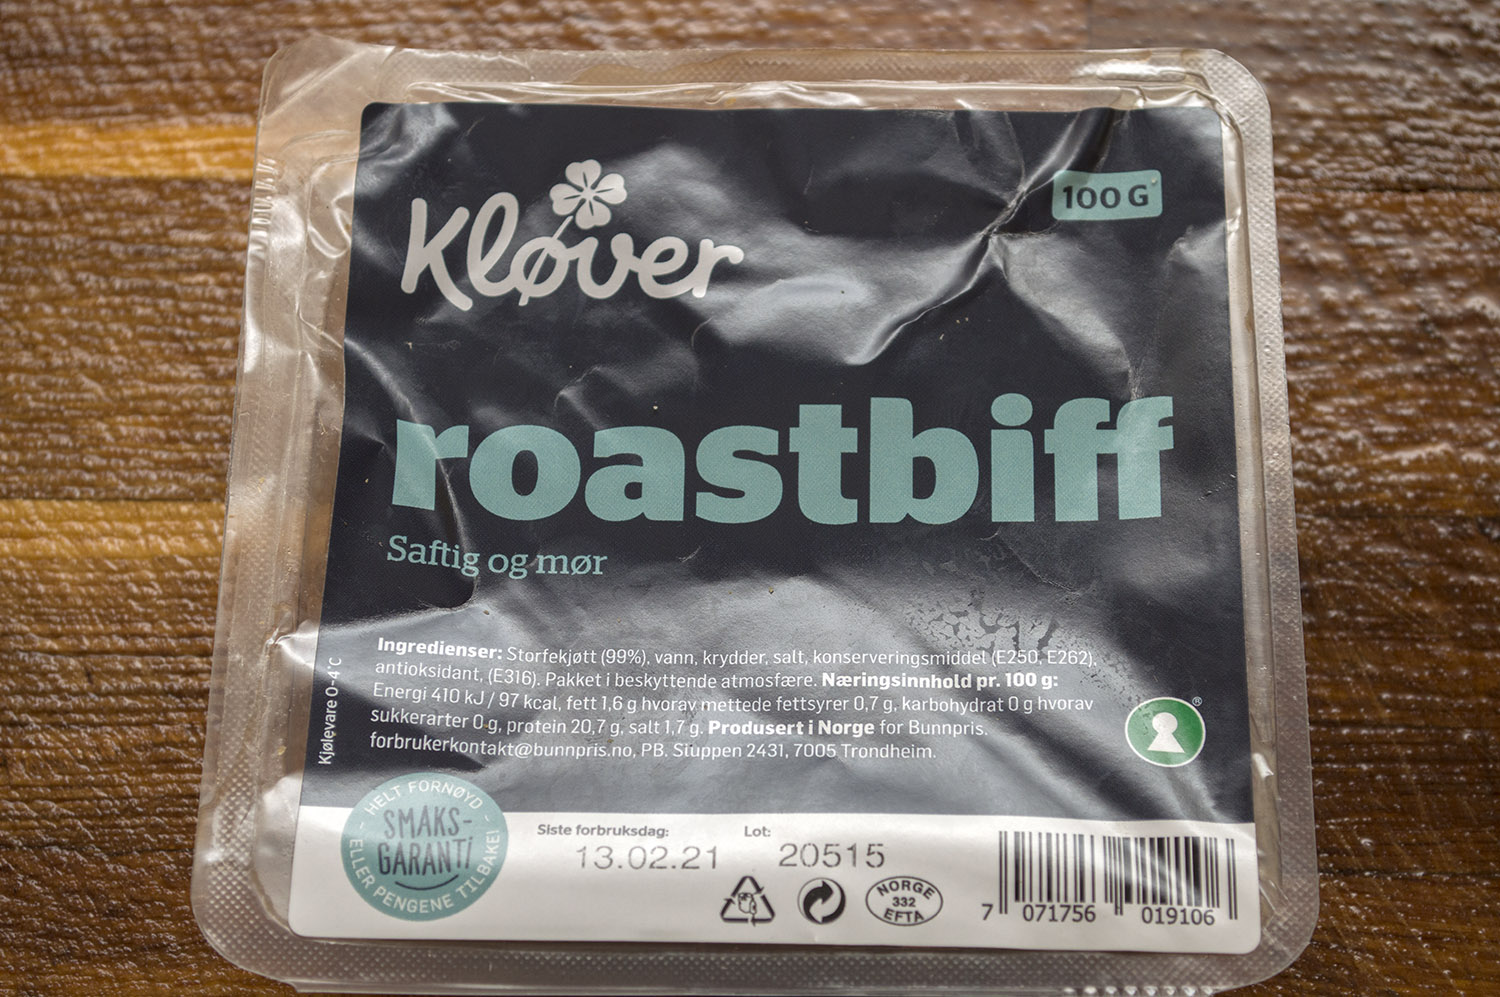 Kløver
100 G
roastbiff
Saftig og mør
Ingredienser: Storfekjøtt (99%), vann, krydder, salt, konserveringsmiddel (E250, E262),
antioksidant, (E316). Pakket i beskyttende atmosfære. Næringsinnhold pr. 100 g:
Energi 410 kJ / 97 kcal, fett 1,6 g hvorav mettede fettsyrer 0,7 g, karbohydrat 0 g hvorav
sukkerarter 0 g, protein 20,7 g, salt 1,7 g. Produsert i Norge for Bunnpris.
forbrukerkontakt@bunnpris.no, PB. Sluppen 2431, 7005 Trondheim.
Kjølevare 0-4°C
®
- HELT FORNØYD -
SMAKS-
GARANTi
ELLER PENGENE TILBAKE!
Siste forbruksdag:
13.02.21
Lot:
20515
NORGE
332
EFTA
7 071756 019106